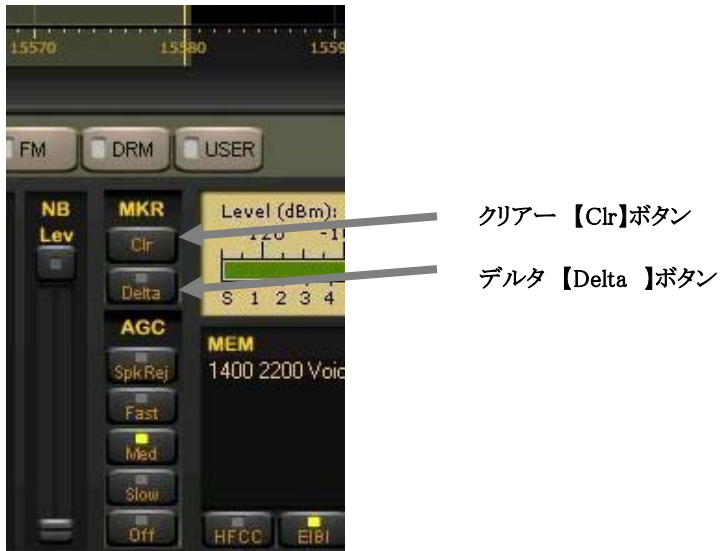 15570 15580 1559
FM DRM USER
NB Lev
MKR
Clr
Delta
AGC
SpkRej
Fast
Med
Slow
Off
Level (dBm):
S 1 2 3 4
MEM
1400 2200 Voic
HFCC EIBI
クリアー 【Clr】ボタン
デルタ 【Delta 】ボタン